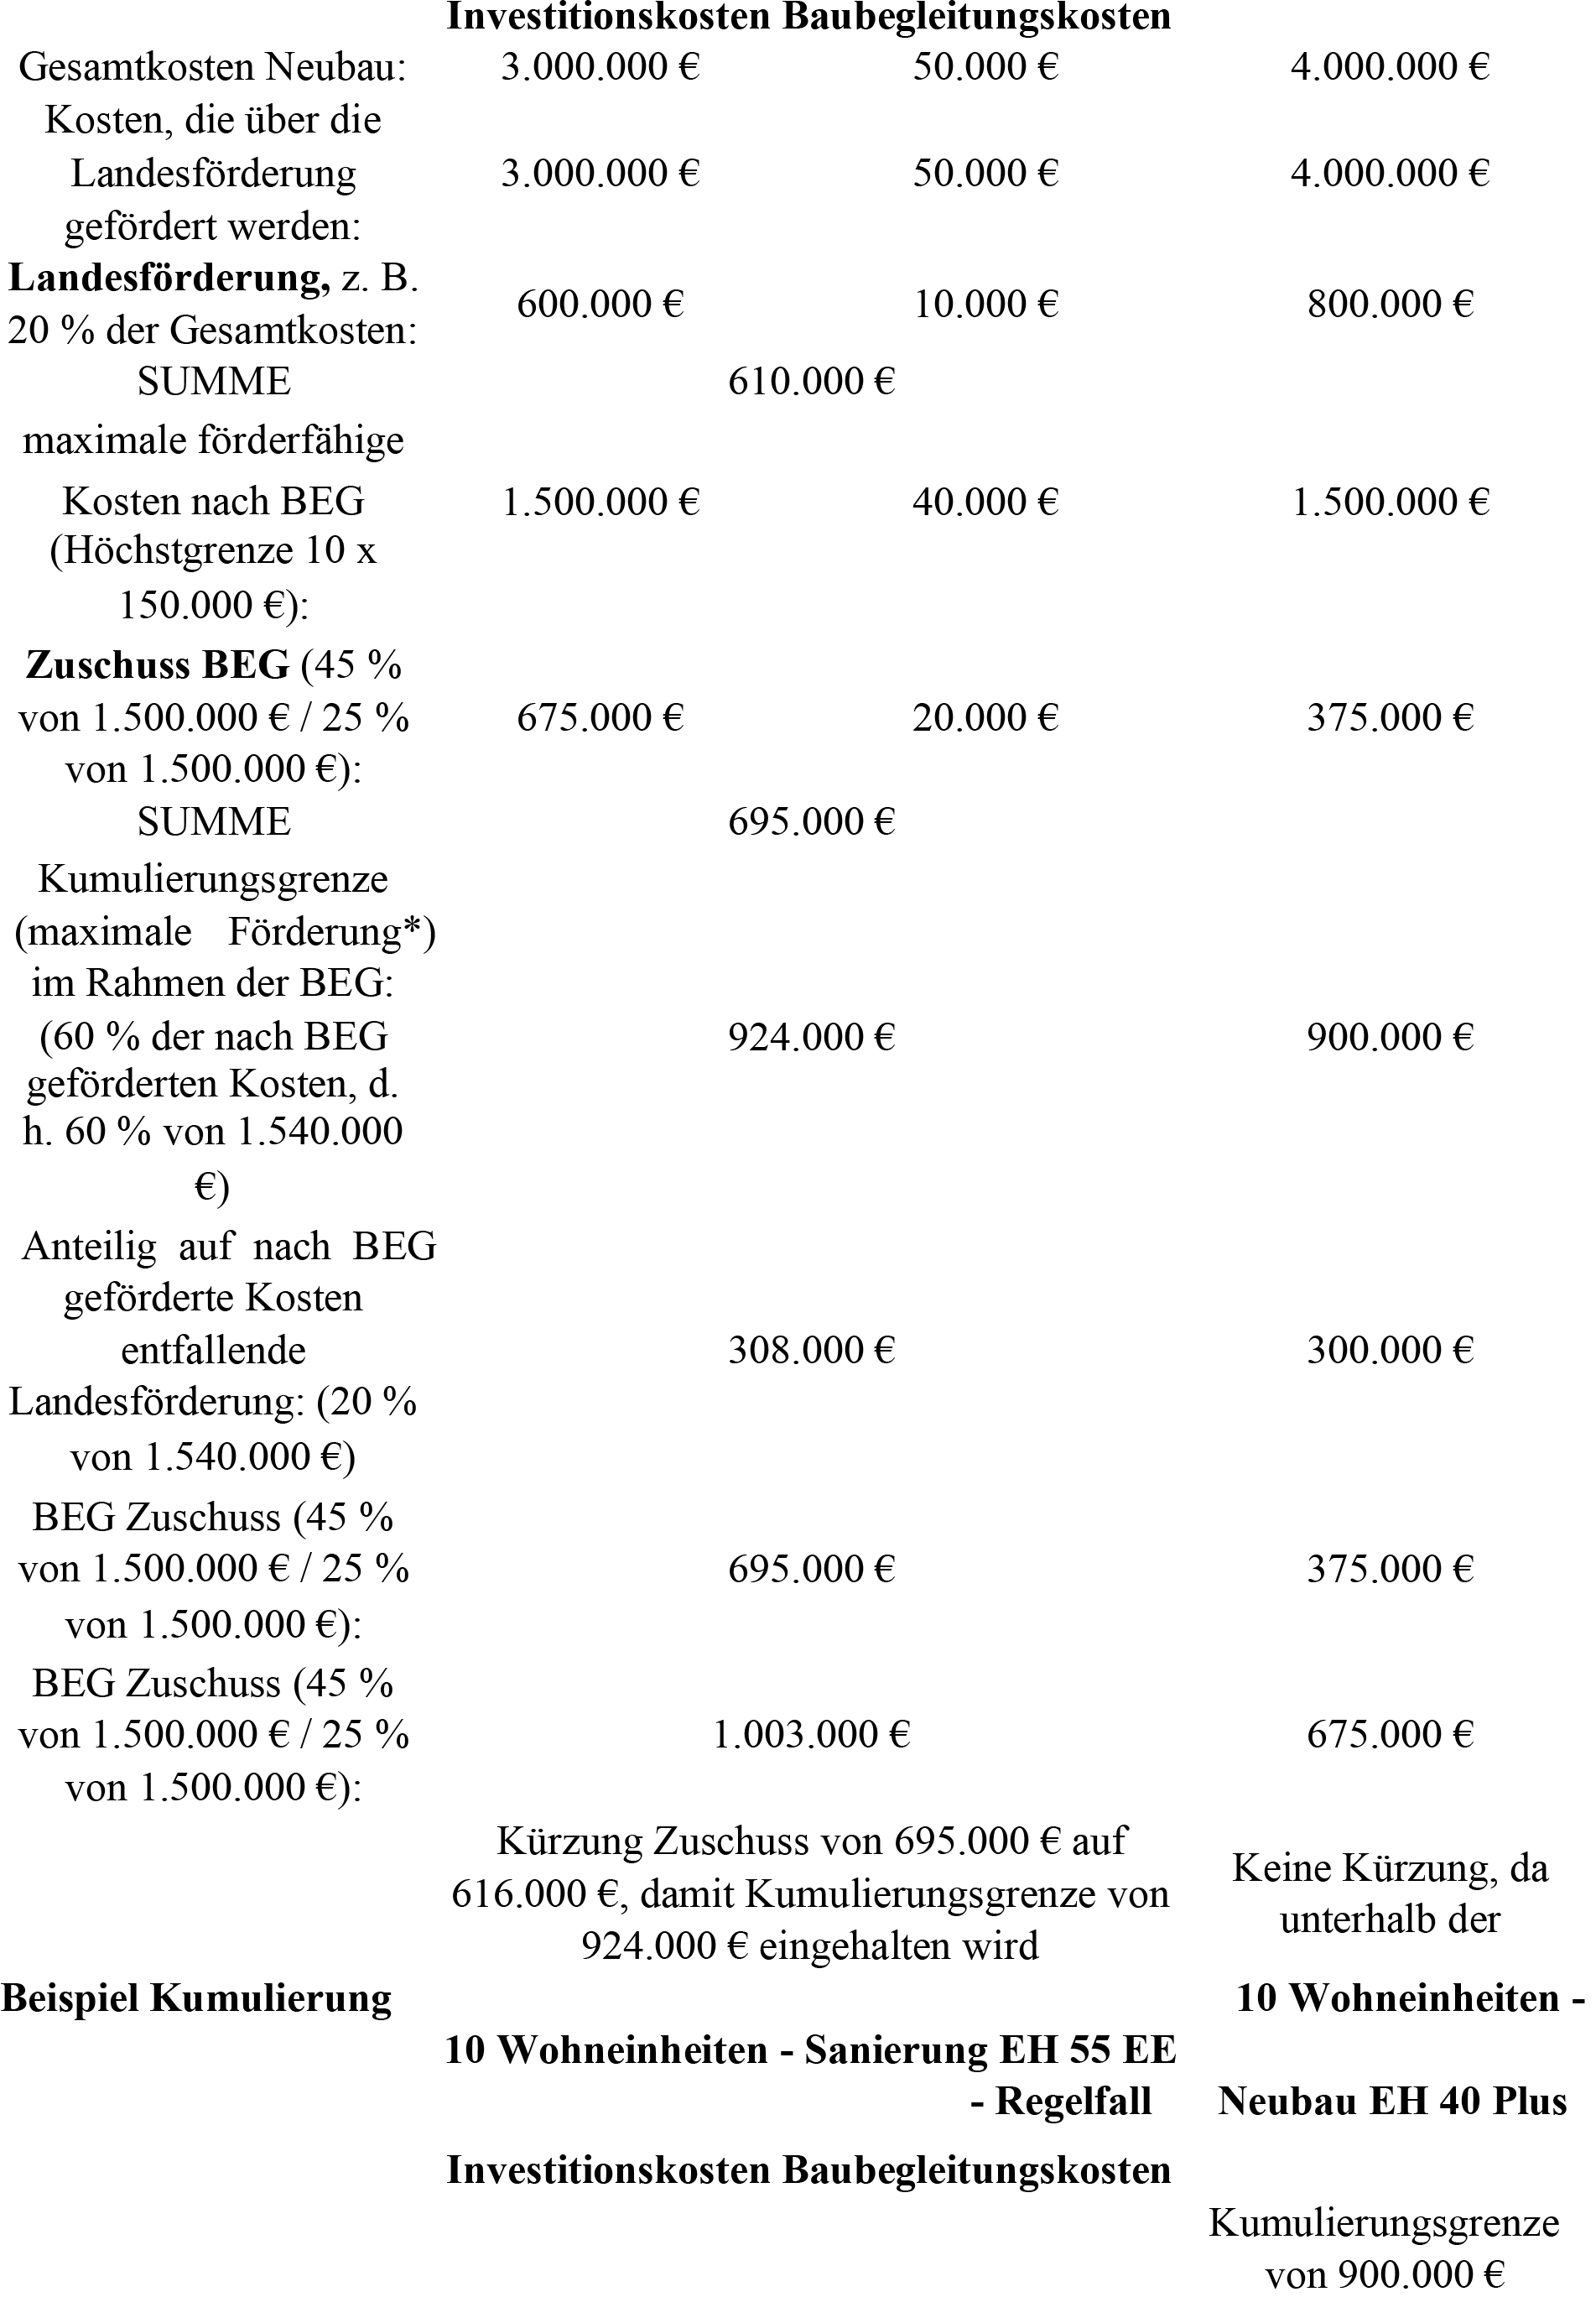 Investitionskosten Baubegleitungskosten
Gesamtkosten Neubau: 3.000.000 € 50.000 € 4.000.000 €
Kosten, die über die
Landesförderung 3.000.000 € 50.000 € 4.000.000 €
gefördert werden:
Landesförderung, z. B.
600.000 € 10.000 € 800.000 €
20 % der Gesamtkosten:
SUMME 610.000 €
maximale förderfähige
Kosten nach BEG 1.500.000 € 40.000 € 1.500.000 €
(Höchstgrenze 10 x
150.000 €):
Zuschuss BEG (45 %
von 1.500.000 € / 25 % 675.000 € 20.000 € 375.000 €
von 1.500.000 €):
SUMME 695.000 €
Kumulierungsgrenze
(maximale Förderung*)
im Rahmen der BEG:
(60 % der nach BEG 924.000 € 900.000 €
geförderten Kosten, d.
h. 60 % von 1.540.000
€)
Anteilig auf nach BEG
geförderte Kosten
entfallende 308.000 € 300.000 €
Landesförderung: (20 %
von 1.540.000 €)
BEG Zuschuss (45 %
von 1.500.000 € / 25 % 695.000 € 375.000 €
von 1.500.000 €):
BEG Zuschuss (45 %
von 1.500.000 € / 25 % 1.003.000 € 675.000 €
von 1.500.000 €):
Kürzung Zuschuss von 695.000 € auf
616.000 €, damit Kumulierungsgrenze von
924.000 € eingehalten wird
Keine Kürzung, da
unterhalb der
Beispiel Kumulierung 10 Wohneinheiten -
10 Wohneinheiten - Sanierung EH 55 EE
- Regelfall Neubau EH 40 Plus
Investitionskosten Baubegleitungskosten
Kumulierungsgrenze
von 900.000 €